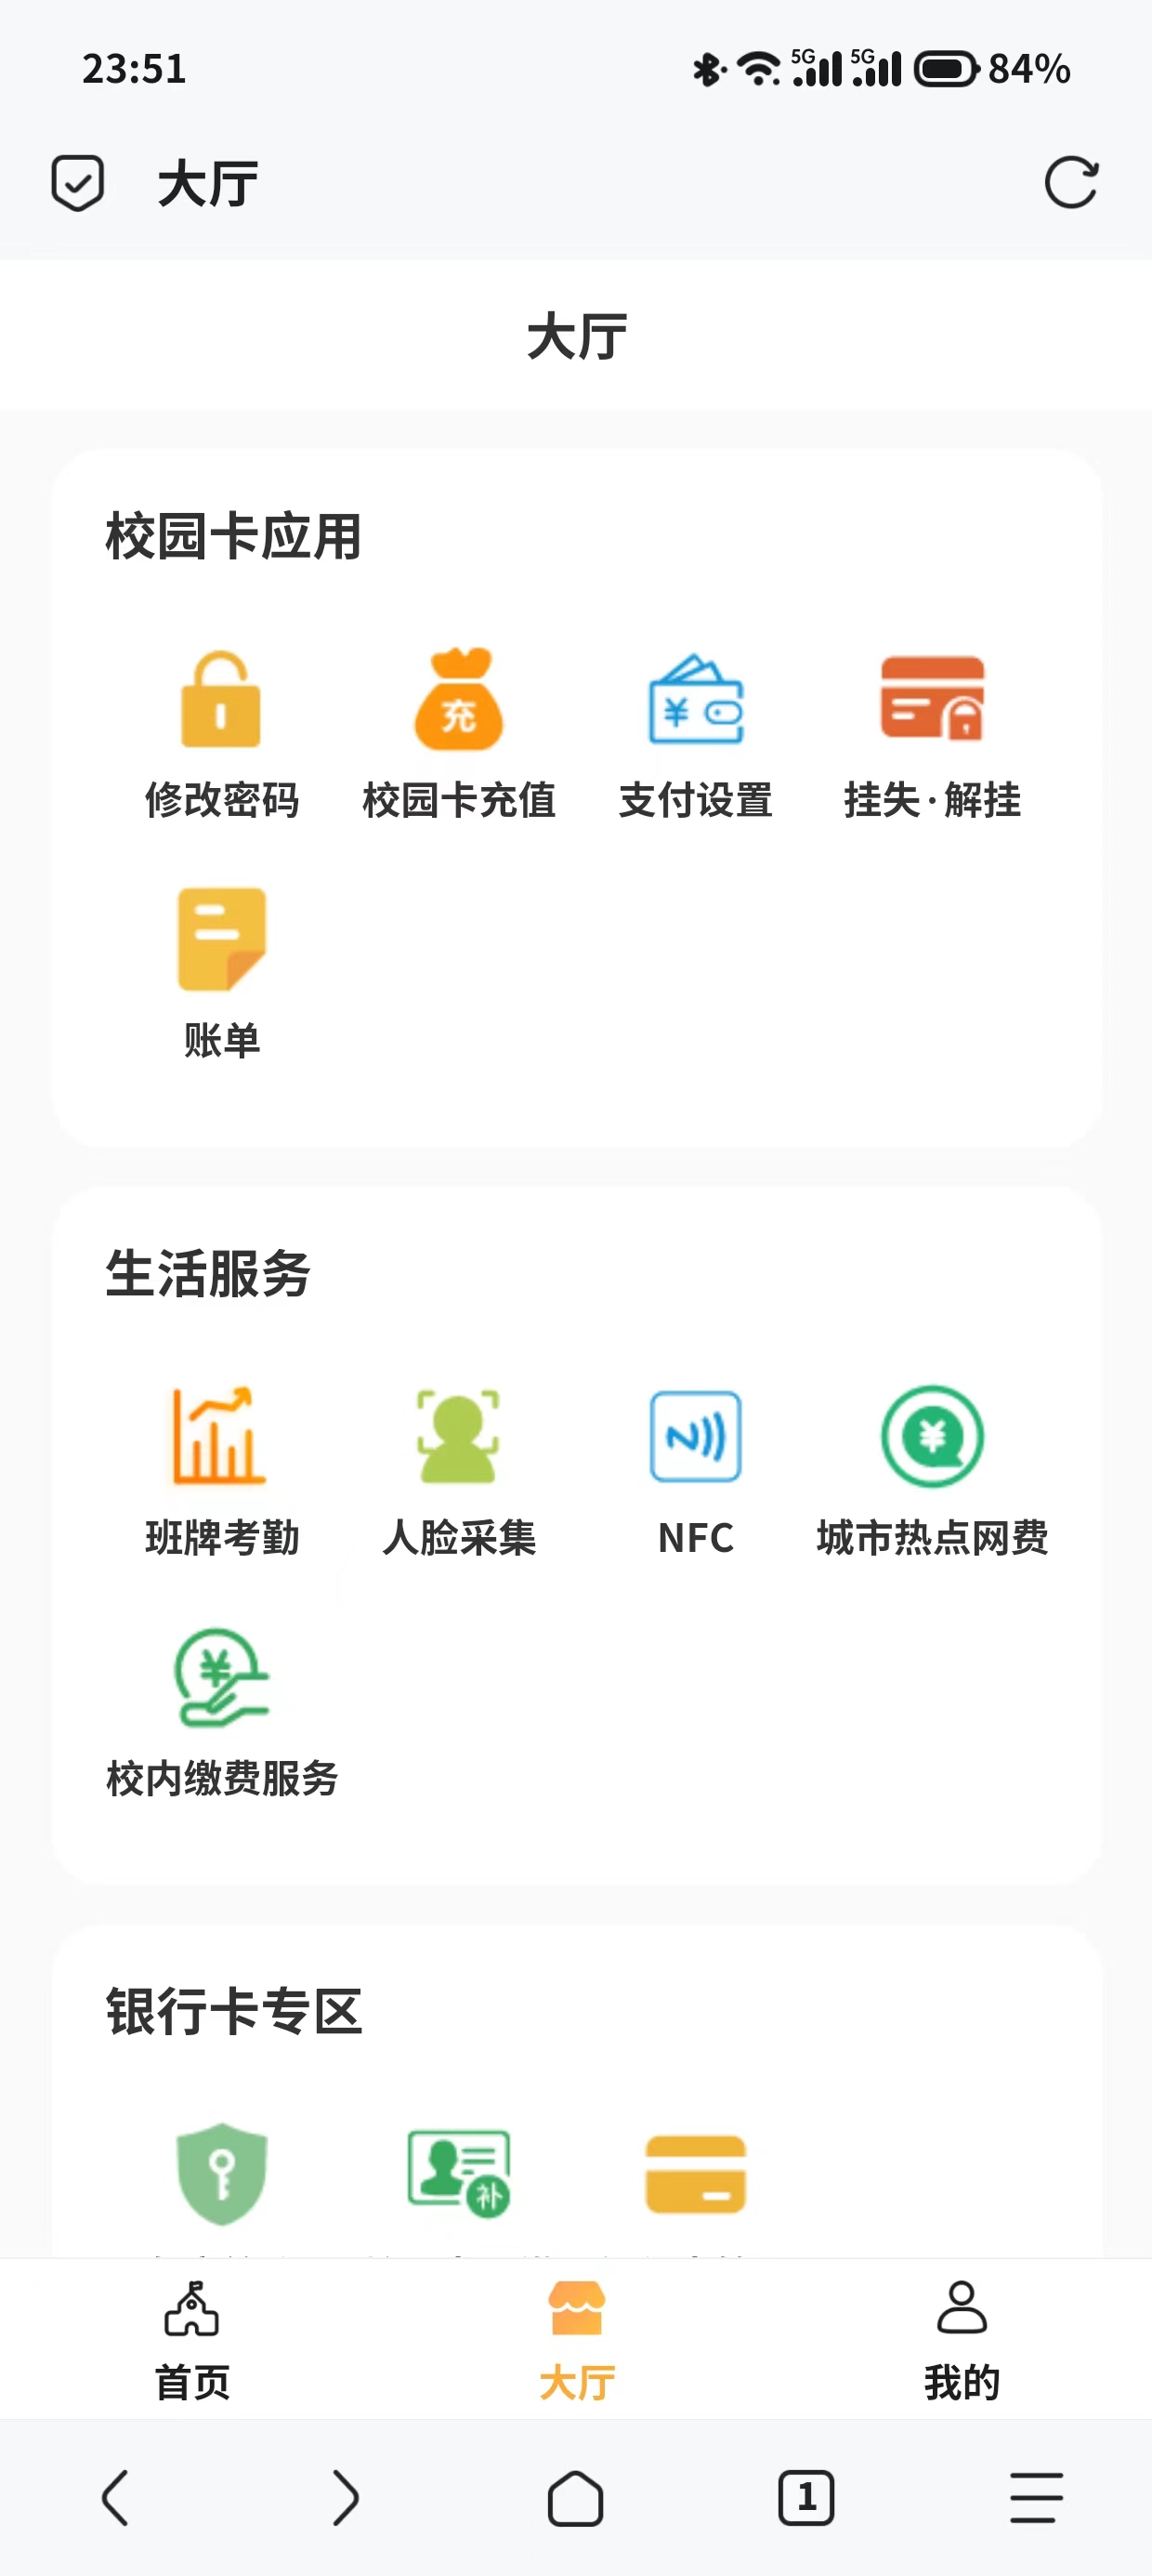 23:51
5G 5G 84%
大厅
大厅
校园卡应用
充
修改密码 校园卡充值 支付设置 挂失·解挂
账单
生活服务
班牌考勤 人脸采集 NFC 城市热点网费
校内缴费服务
银行卡专区
补
首页 大厅 我的
1